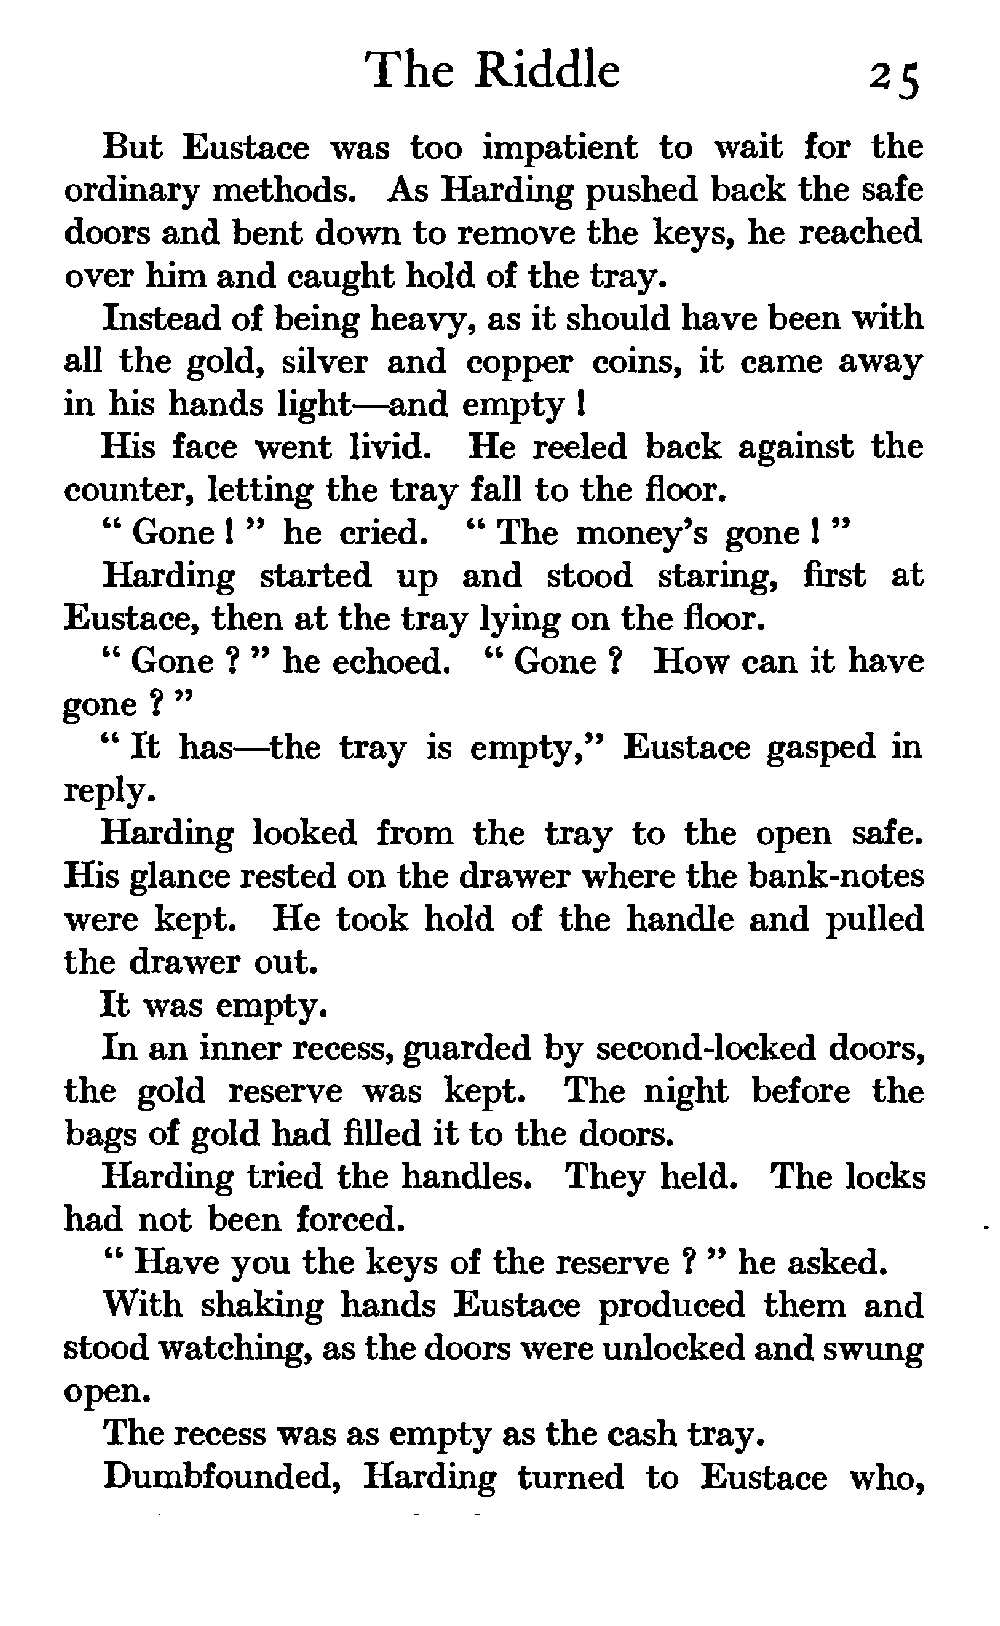 The Riddle 25
But Eustace was too impatient to wait for the
ordinary methods. As Harding pushed back the safe
doors and bent down to remove the keys, he reached
over him and caught hold of the tray.
Instead of being heavy, as it should have been with
all the gold, silver and copper coins, it came away
in his hands light—and empty !
His face went livid. He reeled back against the
counter, letting the tray fall to the floor.
“ Gone ! ” he cried. “ The money’s gone ! ”
Harding started up and stood staring, first at
Eustace, then at the tray lying on the floor.
“ Gone ? ” he echoed. “ Gone ? How can it have
gone ? ”
“ It has—the tray is empty,” Eustace gasped in
reply.
Harding looked from the tray to the open safe.
His glance rested on the drawer where the bank-notes
were kept. He took hold of the handle and pulled
the drawer out.
It was empty.
In an inner recess, guarded by second-locked doors,
the gold reserve was kept. The night before the
bags of gold had filled it to the doors.
Harding tried the handles. They held. The locks
had not been forced.
“ Have you the keys of the reserve ? ” he asked.
With shaking hands Eustace produced them and
stood watching, as the doors were unlocked and swung
open.
The recess was as empty as the cash tray.
Dumbfounded, Harding turned to Eustace who,